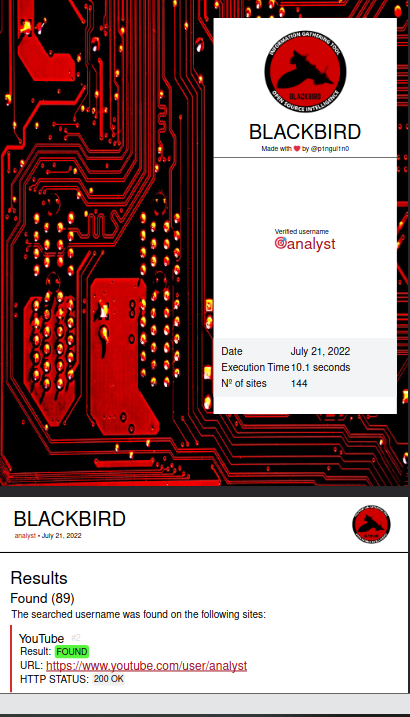 INFORMATION GATHERING TOOL
BLACKBIRD
OPEN SOURCE INTELLIGENCE
BLACKBIRD
Made with ❤ by @p1ngul1n0
Verified username
🎯analyst
Date July 21, 2022
Execution Time 10.1 seconds
Nº of sites 144
BLACKBIRD
analyst • July 21, 2022
Results
Found (89)
The searched username was found on the following sites:
YouTube #2
Result: FOUND
URL: https://www.youtube.com/user/analyst
HTTP STATUS: 200 OK